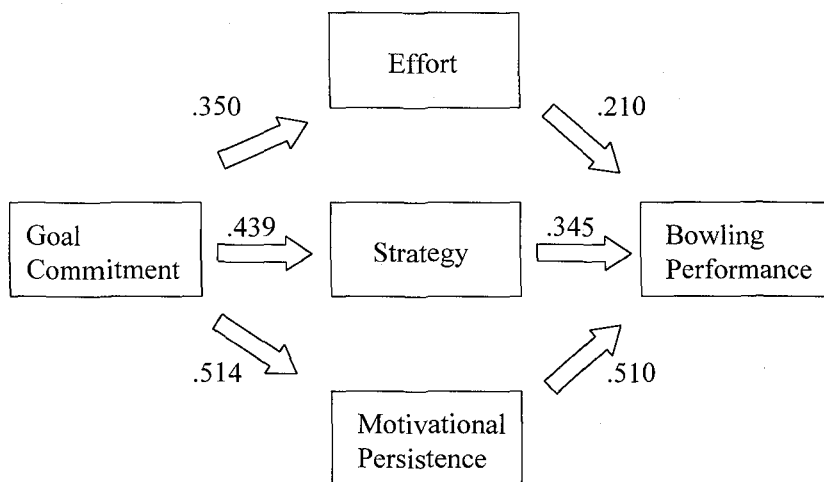 Effort
.350
.210
Goal
Commitment
.439
Strategy
.345
Bowling
Performance
.514
.510
Motivational
Persistence